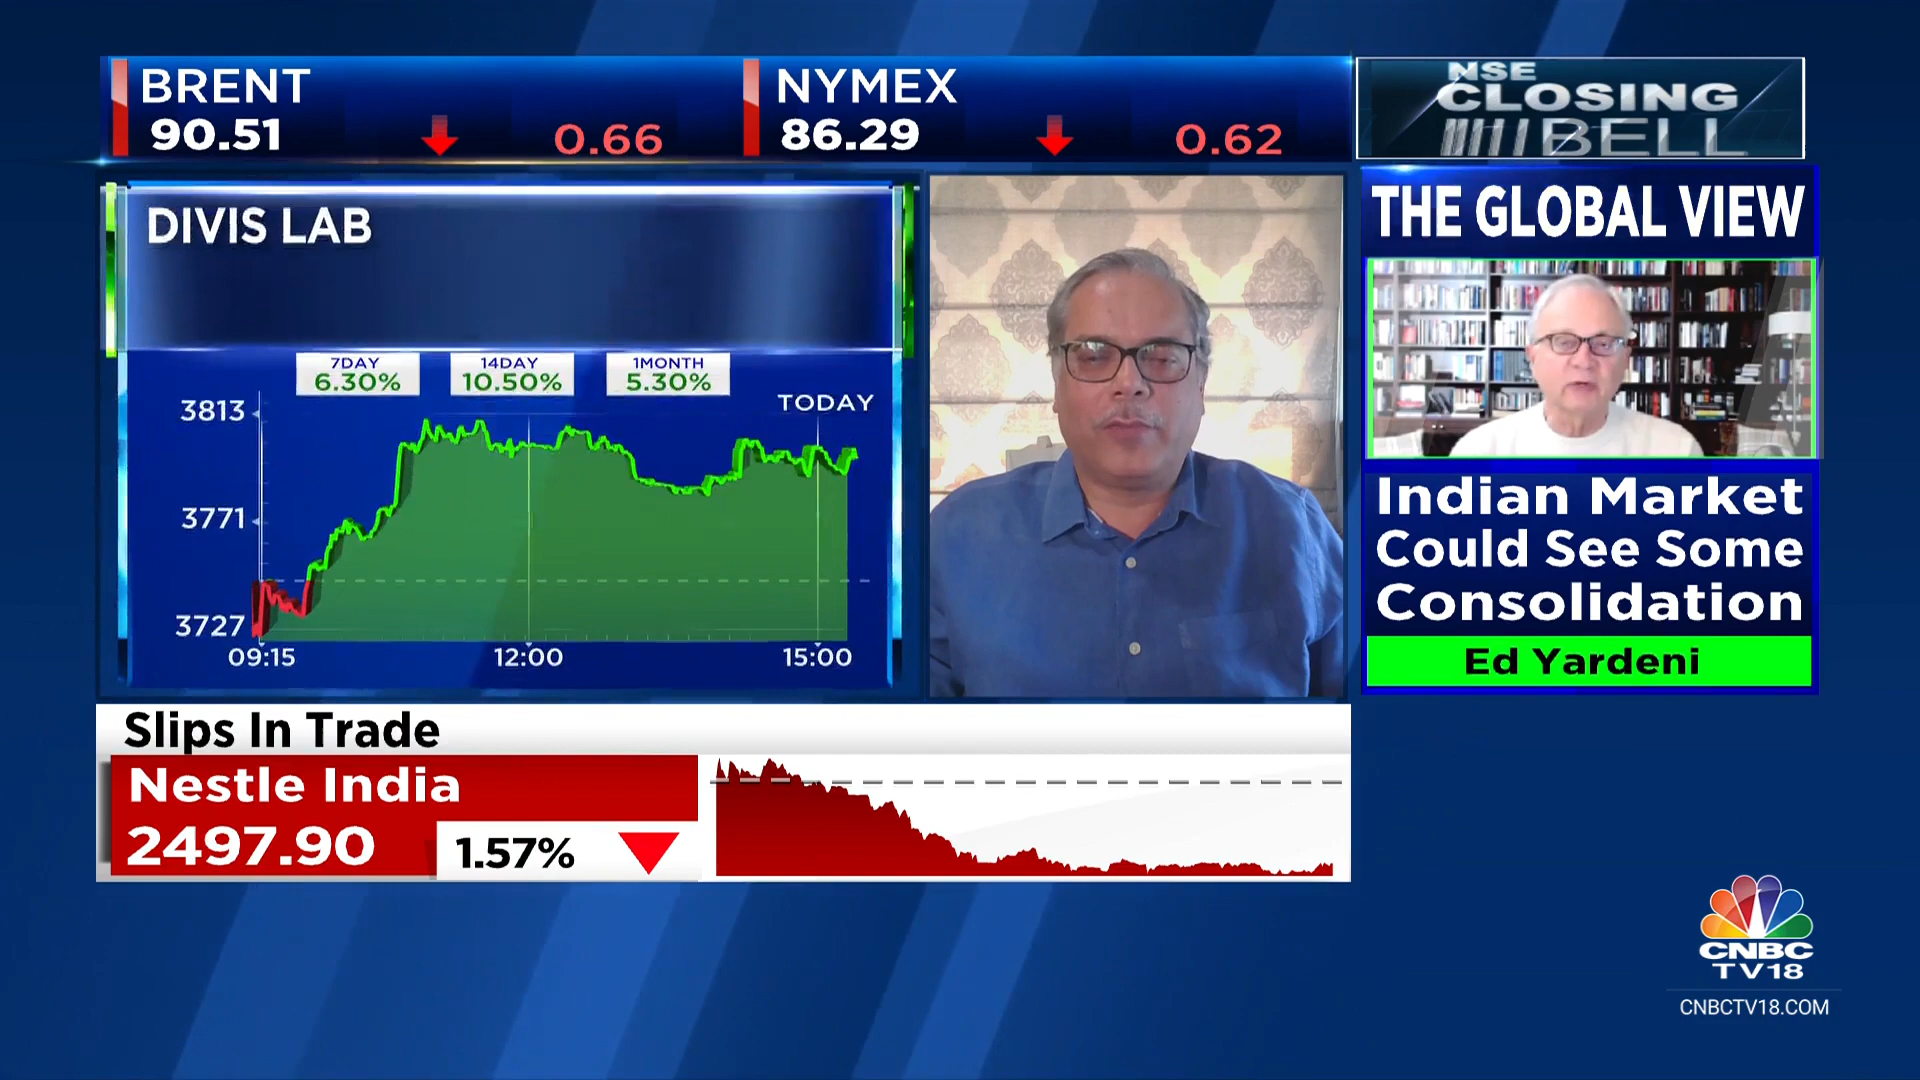 BRENT
90.51
0.66
NYMEX
86.29
0.62
NSE
CLOSING
BELL
DIVIS LAB
7DAY
6.30%
14DAY
10.50%
1MONTH
5.30%
TODAY
3813
3771
3727
09:15
12:00
15:00
THE GLOBAL VIEW
Indian Market
Could See Some
Consolidation
Ed Yardeni
Slips In Trade
Nestle India
2497.90
1.57%
CNBC
TV18
CNBCTV18.COM